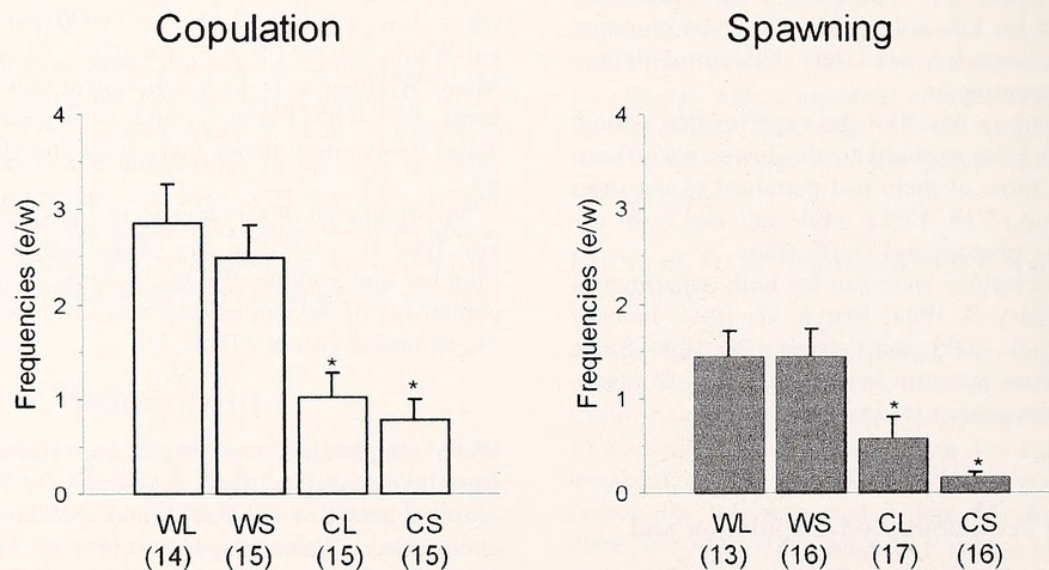 Copulation
Frequencies (e/w)
4
3
2
1
0
*
*
WL WS CL CS
(14) (15) (15) (15)
Spawning
Frequencies (e/w)
4
3
2
1
0
*
*
WL WS CL CS
(13) (16) (17) (16)